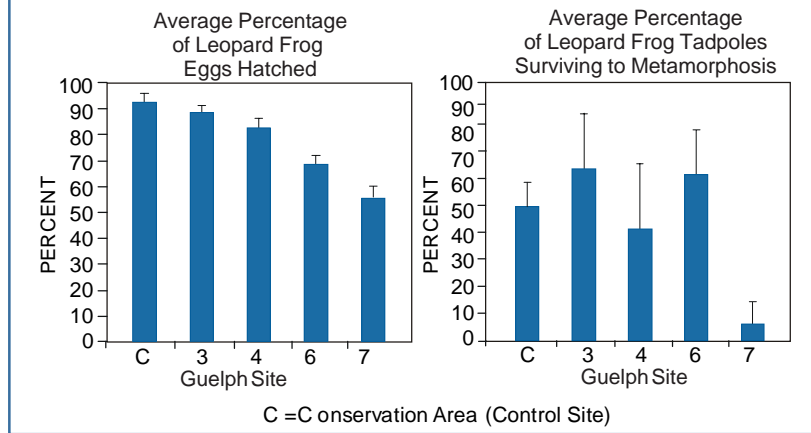 Average Percentage
of Leopard Frog
Eggs Hatched
100
90
80
70
60
50
40
30
20
10
0
PERCENT
C 3 4 6 7
Guelph Site
Average Percentage
of Leopard Frog Tadpoles
Surviving to Metamorphosis
100
90
80
70
60
50
40
30
20
10
0
PERCENT
C 3 4 6 7
Guelph Site
C =C onservation Area (Control Site)